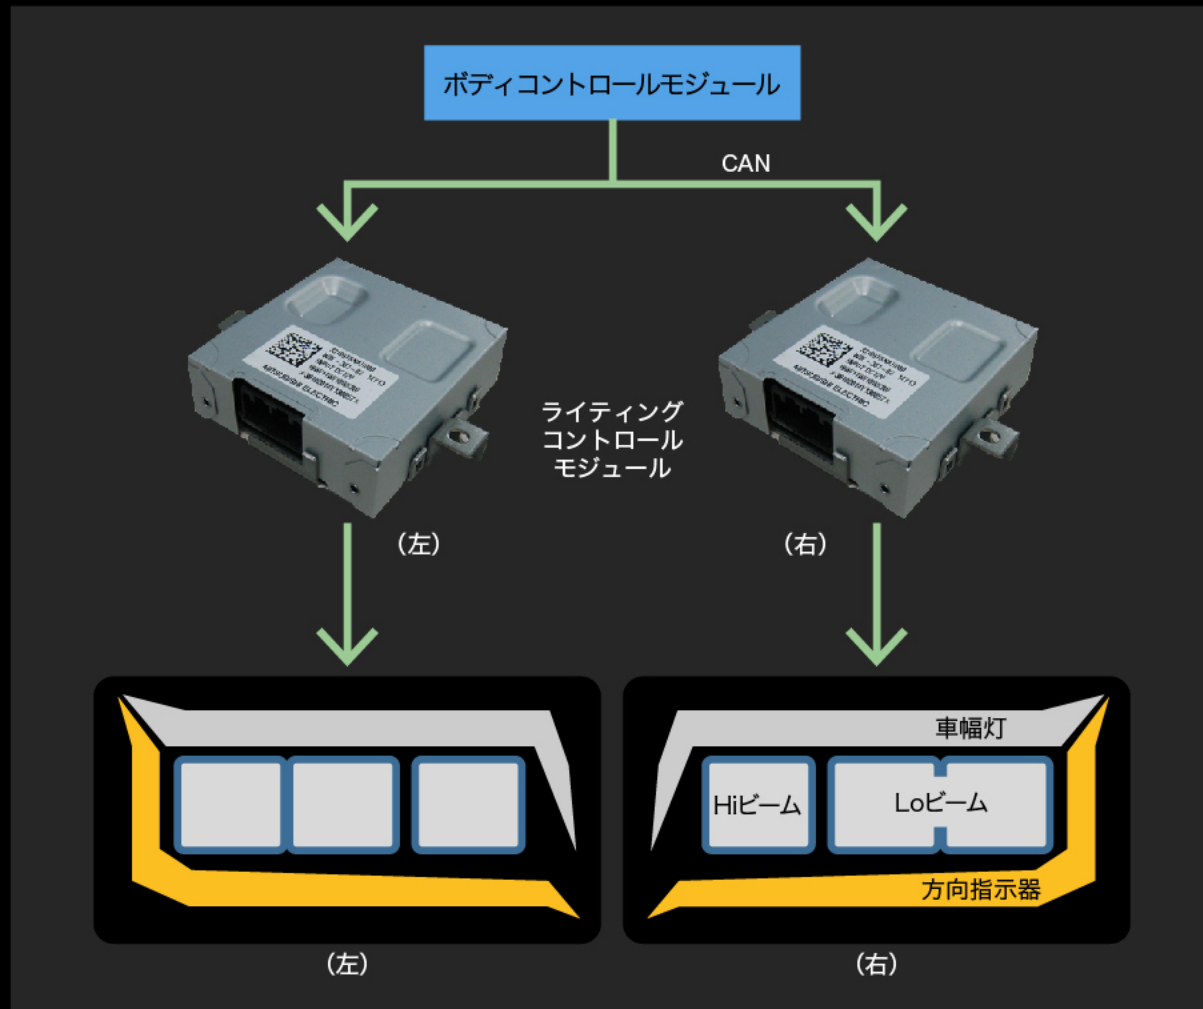 ボディコントロールモジュール
CAN
MITSUBISHI ELECTRIC
ライティング
コントロール
モジュール
(左)
(右)
車幅灯
Hiビーム
Loビーム
方向指示器
(左)
(右)